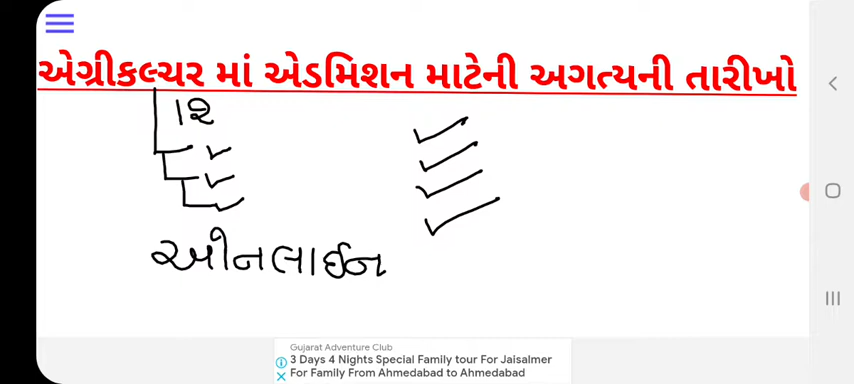 એગ્રીકલ્ચર માં એડમિશન માટેની અગત્યની તારીખો
12
ઓનલાઈન
Gujarat Adventure Club
3 Days 4 Nights Special Family tour For Jaisalmer
For Family From Ahmedabad to Ahmedabad